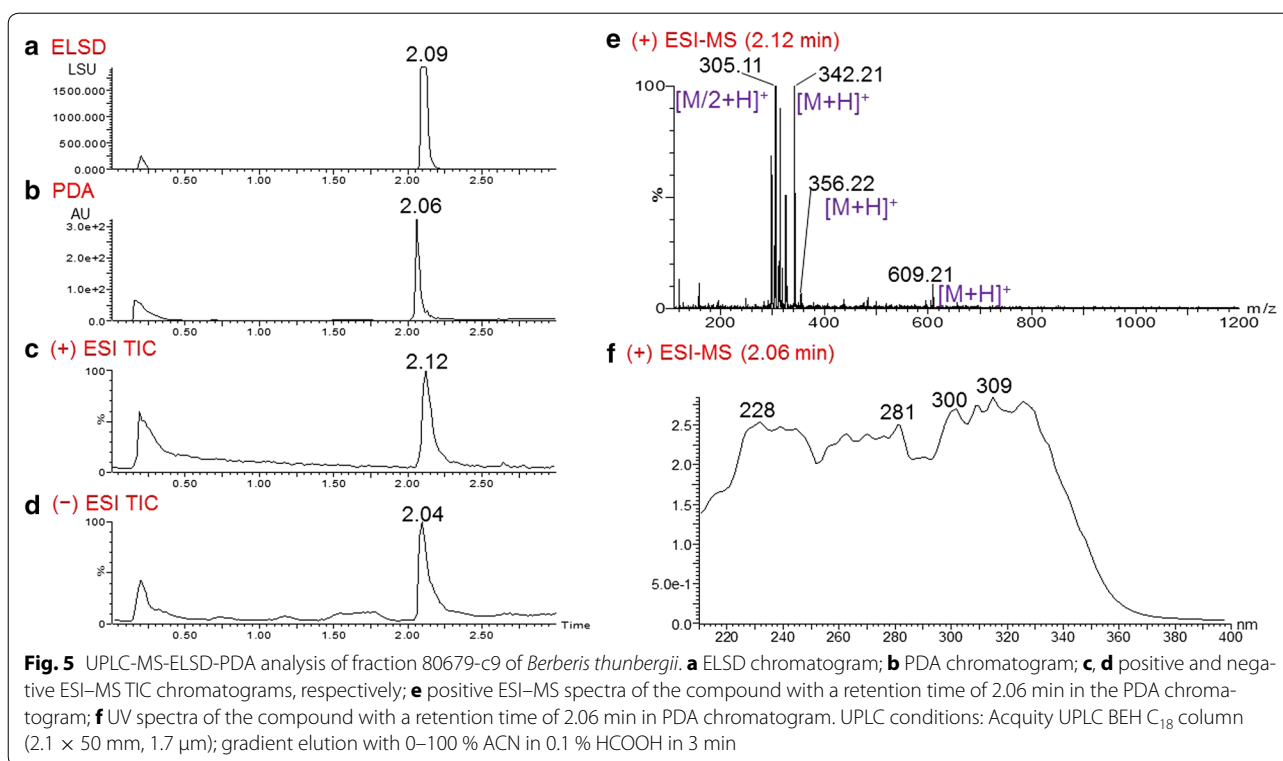 a ELSD
LSU
1500.000
1000.000
500.000
0.000
2.09
0.50 1.00 1.50 2.00 2.50
b PDA
AU
3.0e+2
2.0e+2
1.0e+2
0.0
2.06
0.50 1.00 1.50 2.00 2.50
c (+) ESI TIC
100
%
0
2.12
0.50 1.00 1.50 2.00 2.50
d (−) ESI TIC
100
%
0
2.04
0.50 1.00 1.50 2.00 2.50 Time
e (+) ESI-MS (2.12 min)
305.11 342.21
100
[M/2+H]+ [M+H]+
%
356.22
[M+H]+
609.21
[M+H]+
0
200 400 600 800 1000 1200 m/z
f (+) ESI-MS (2.06 min)
228 281 300 309
2.5
2.0
1.5
1.0
5.0e-1
0.0
220 240 260 280 300 320 340 360 380 400 nm
Fig. 5 UPLC-MS-ELSD-PDA analysis of fraction 80679-c9 of Berberis thunbergii. a ELSD chromatogram; b PDA chromatogram; c, d positive and nega-
tive ESI–MS TIC chromatograms, respectively; e positive ESI–MS spectra of the compound with a retention time of 2.06 min in the PDA chroma-
togram; f UV spectra of the compound with a retention time of 2.06 min in PDA chromatogram. UPLC conditions: Acquity UPLC BEH C18 column
(2.1 × 50 mm, 1.7 μm); gradient elution with 0–100 % ACN in 0.1 % HCOOH in 3 min